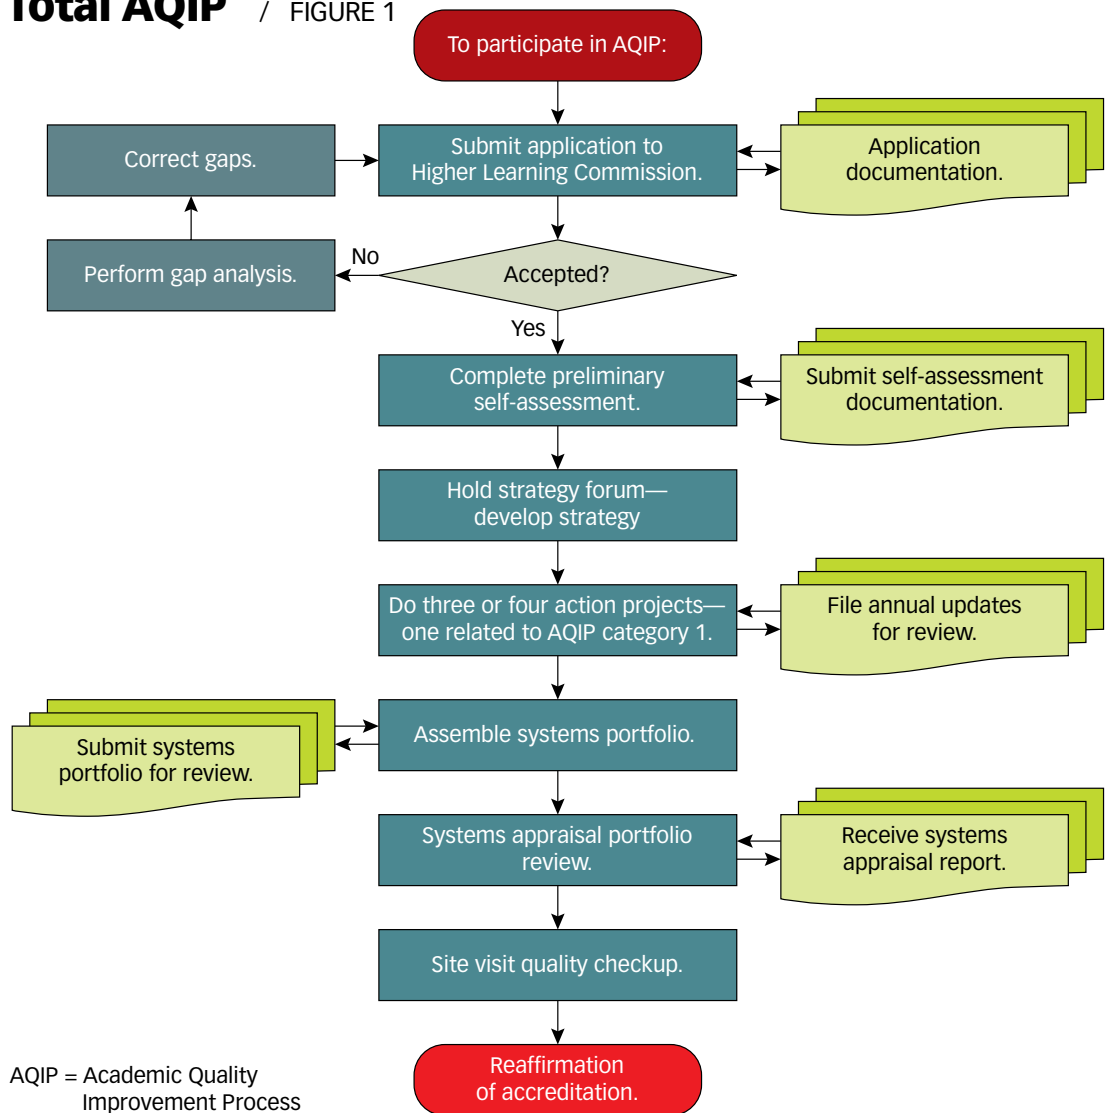 Total AQIP / FIGURE 1
To participate in AQIP:
Correct gaps.
Submit application to
Higher Learning Commission.
Application
documentation.
Perform gap analysis.
No
Accepted?
Yes
Complete preliminary
self-assessment.
Submit self-assessment
documentation.
Hold strategy forum—
develop strategy
Do three or four action projects—
one related to AQIP category 1.
File annual updates
for review.
Submit systems
portfolio for review.
Assemble systems portfolio.
Systems appraisal portfolio
review.
Receive systems
appraisal report.
Site visit quality checkup.
Reaffirmation
of accreditation.
AQIP = Academic Quality
Improvement Process